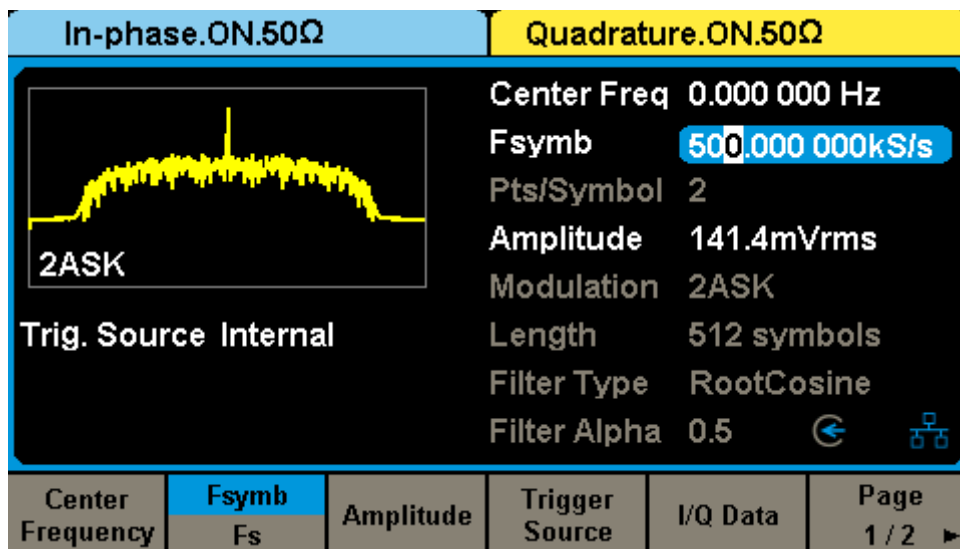 In-phase.ON.50Ω
Quadrature.ON.50Ω
2ASK
Trig. Source Internal
Center Freq 0.000 000 Hz
Fsymb 500.000 000kS/s
Pts/Symbol 2
Amplitude 141.4mVrms
Modulation 2ASK
Length 512 symbols
Filter Type RootCosine
Filter Alpha 0.5
Center
Frequency
Fsymb
Fs
Amplitude
Trigger
Source
I/Q Data
Page
1 / 2